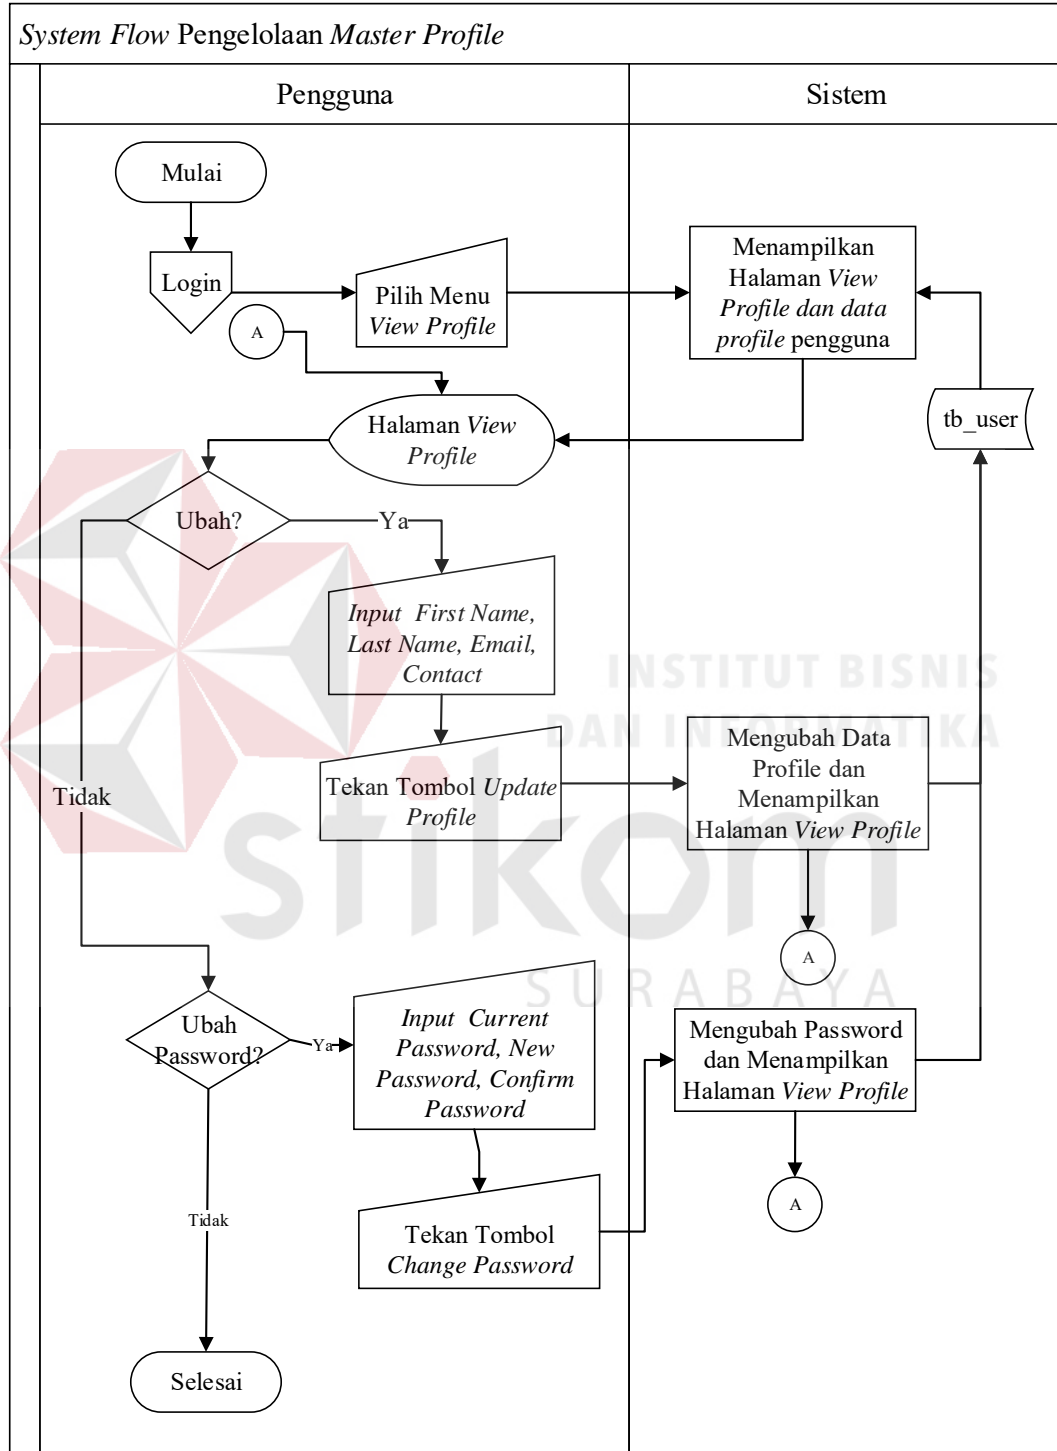 System Flow Pengelolaan Master Profile
Pengguna
Sistem
Mulai
Login
Pilih Menu
View Profile
Menampilkan
Halaman View
Profile dan data
profile pengguna
A
Halaman View
Profile
tb_user
Ubah?
Ya
Input  First Name,
Last Name, Email,
Contact
INSTITUT BISNIS
DAN INFORMATIKA
Tekan Tombol Update
Profile
Mengubah Data
Profile dan
Menampilkan
Halaman View Profile
Tidak
stikom
A
SURABAYA
Ubah
Password?
Ya
Input  Current
Password, New
Password, Confirm
Password
Mengubah Password
dan Menampilkan
Halaman View Profile
A
Tidak
Tekan Tombol
Change Password
Selesai